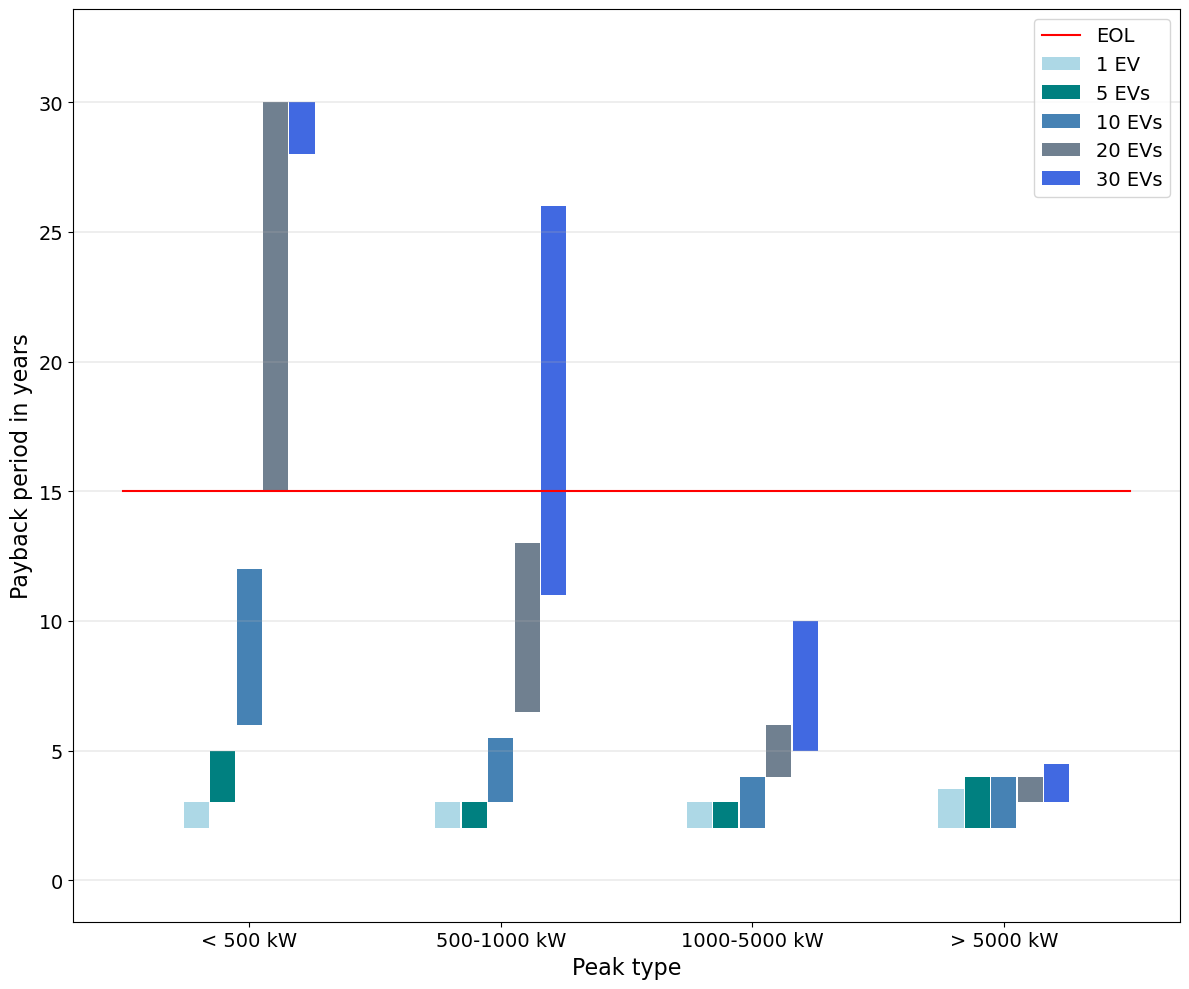 EOL
1 EV
5 EVs
10 EVs
20 EVs
30 EVs
Payback period in years
30
25
20
15
10
5
0
< 500 kW
500-1000 kW
1000-5000 kW
> 5000 kW
Peak type